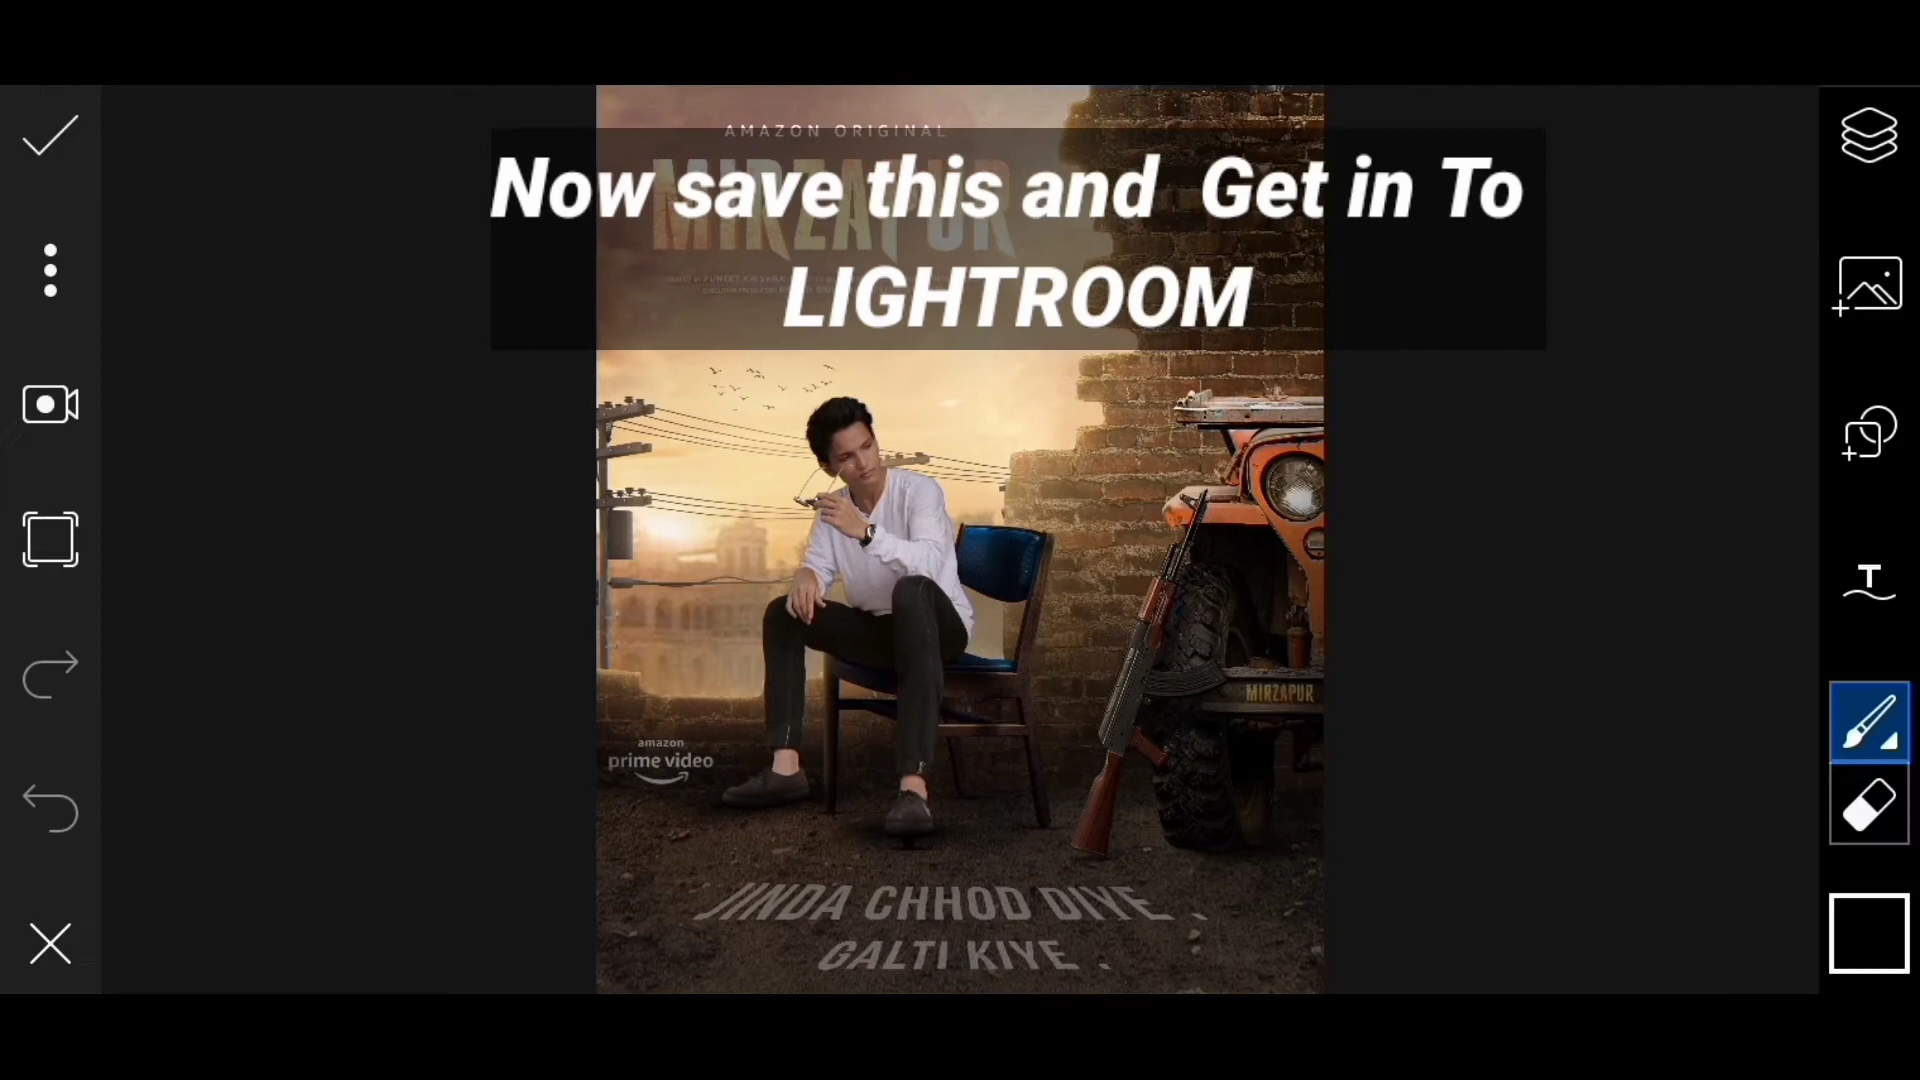 AMAZON ORIGINAL
MIRZAPUR
Now save this and Get in To
LIGHTROOM
MIRZAPUR
amazon
prime video
JINDA CHHOD DIYE .
GALTI KIYE .
T